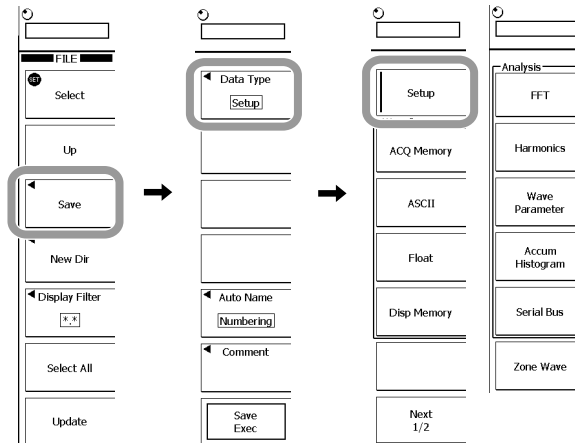 FILE
SET
Select
Up
Save
New Dir
Display Filter
*.*
Select All
Update
Data Type
Setup
Auto Name
Numbering
Comment
Save
Exec
Setup
ACQ Memory
ASCII
Float
Disp Memory
Next
1/2
Analysis
FFT
Harmonics
Wave
Parameter
Accum
Histogram
Serial Bus
Zone Wave